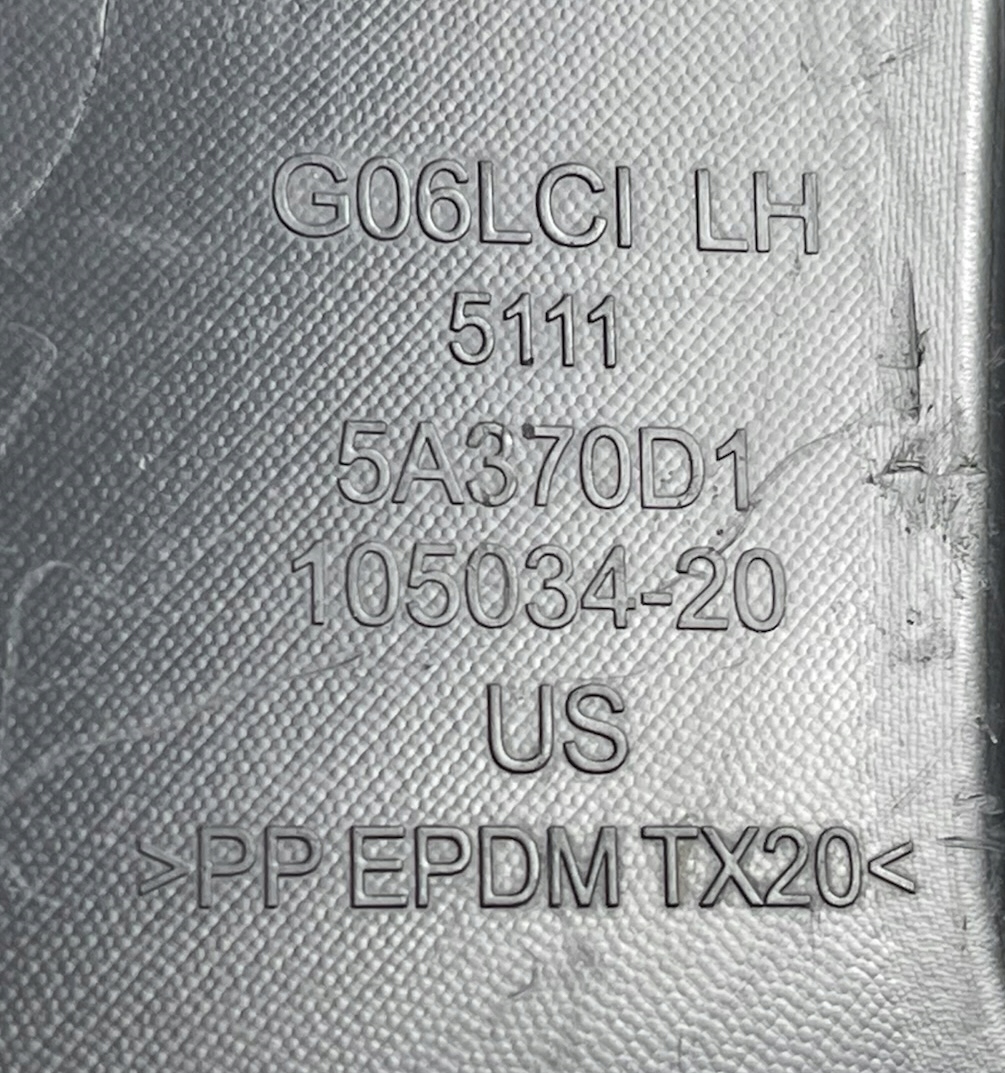 G06LCI LH
5111
5A370D1
105034-20
US
>PP EPDM TX20<